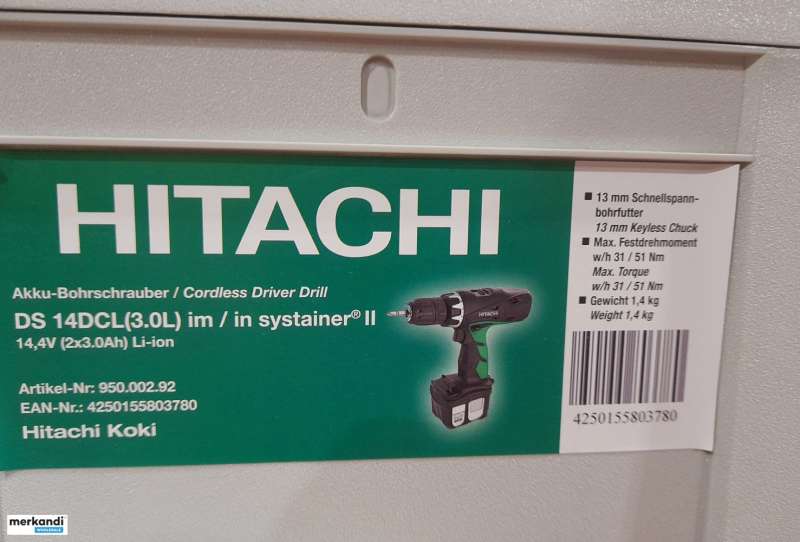 HITACHI
Akku-Bohrschrauber / Cordless Driver Drill
DS 14DCL(3.0L) im / in systainer® II
14,4V (2x3.0Ah) Li-ion
Artikel-Nr: 950.002.92
EAN-Nr.: 4250155803780
Hitachi Koki
HITACHI
■ 13 mm Schnellspann-
bohrfutter
13 mm Keyless Chuck
■ Max. Festdrehmoment
w/h 31 / 51 Nm
Max. Torque
w/h 31 / 51 Nm
■ Gewicht 1,4 kg
Weight 1,4 kg
4250155803780
merkandi
WHOLESALE